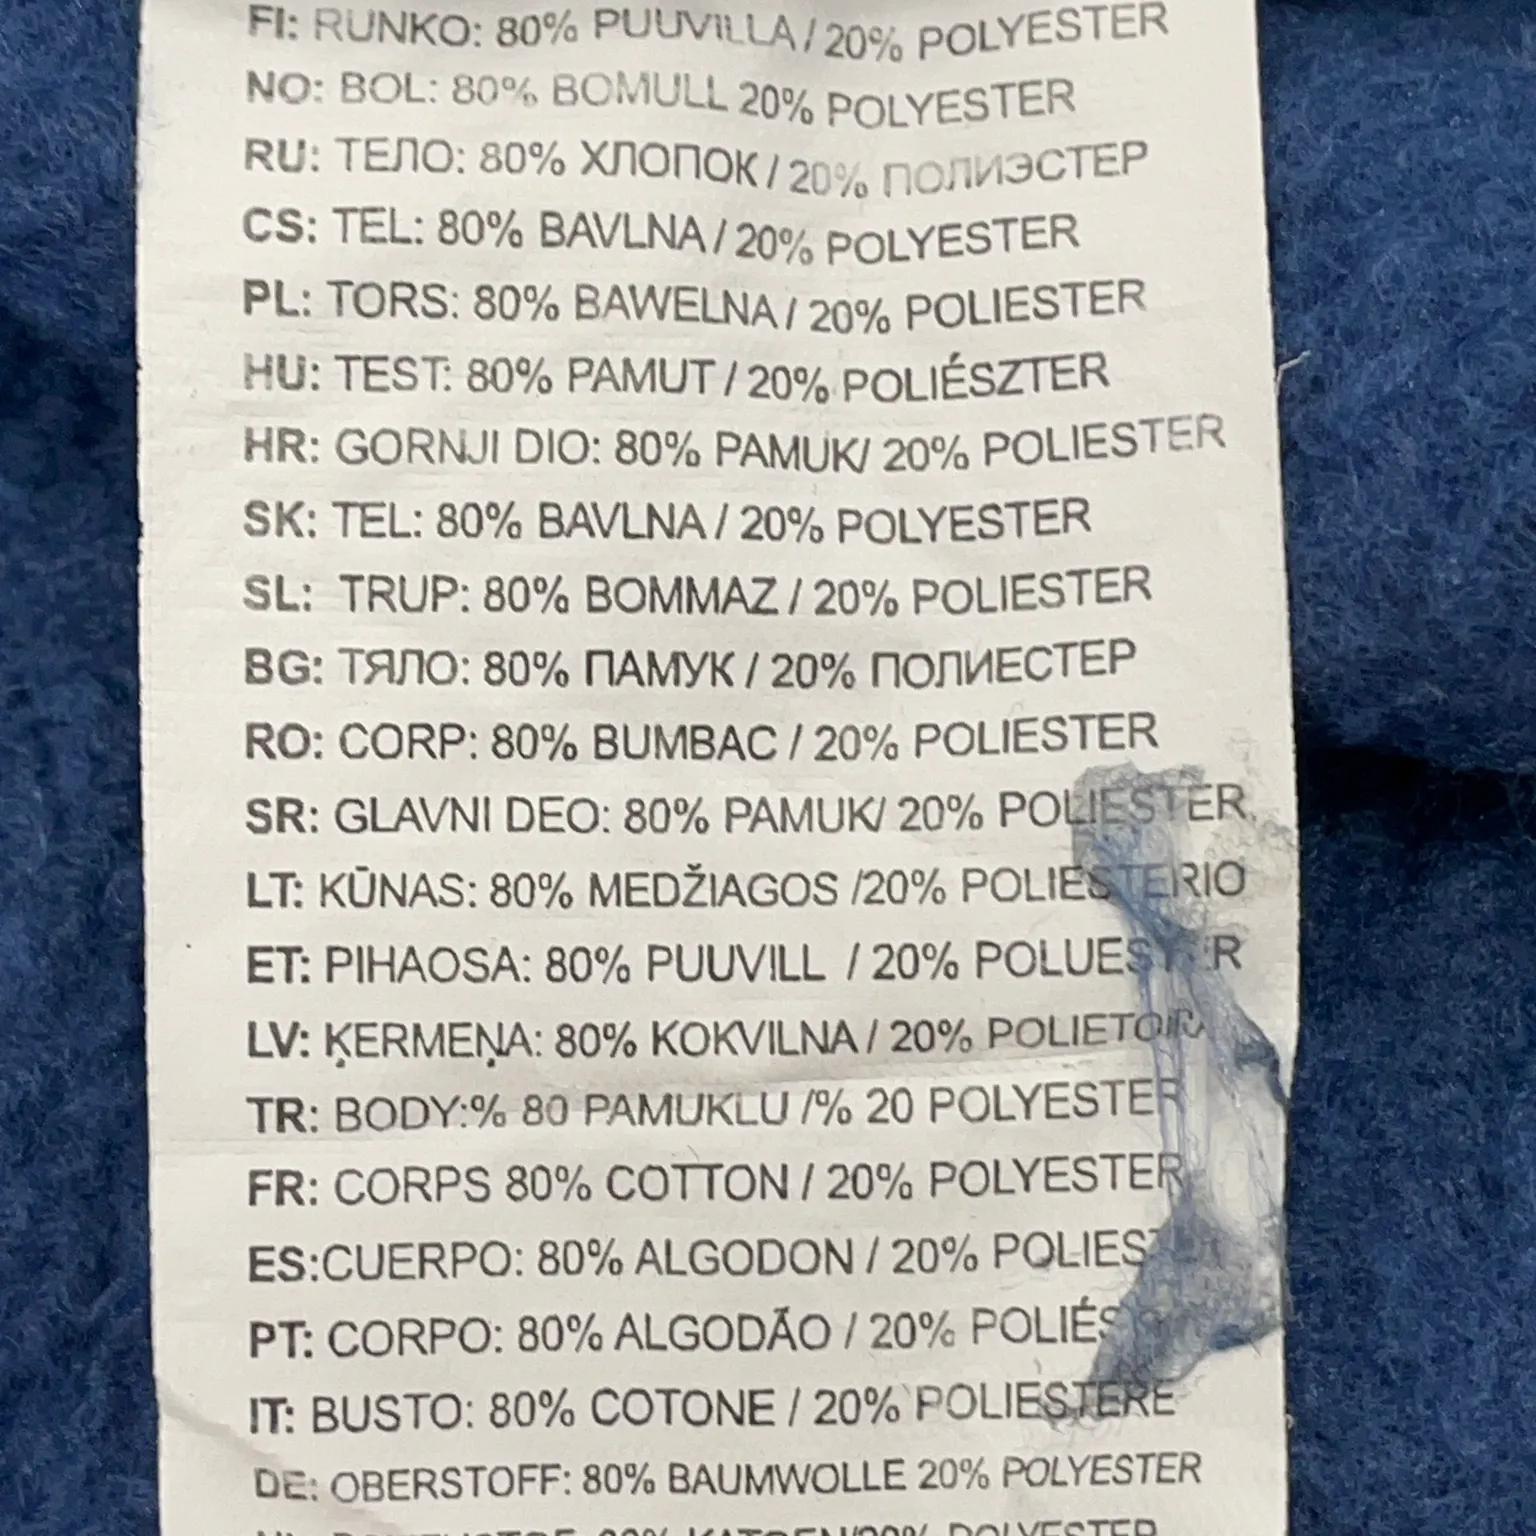 FI: RUNKO: 80% PUUVILLA / 20% POLYESTER
NO: BOL: 80% BOMULL 20% POLYESTER
RU: ТЕЛО: 80% ХЛОПОК / 20% ПОЛИЭСТЕР
CS: TEL: 80% BAVLNA / 20% POLYESTER
PL: TORS: 80% BAWELNA / 20% POLIESTER
HU: TEST: 80% PAMUT / 20% POLIÉSZTER
HR: GORNJI DIO: 80% PAMUK/ 20% POLIESTER
SK: TEL: 80% BAVLNA / 20% POLYESTER
SL: TRUP: 80% BOMMAZ / 20% POLIESTER
BG: ТЯЛО: 80% ПАМУК / 20% ПОЛИЕСТЕР
RO: CORP: 80% BUMBAC / 20% POLIESTER
SR: GLAVNI DEO: 80% PAMUK/ 20% POLIESTER
LT: KŪNAS: 80% MEDŽIAGOS /20% POLIESTERIO
ET: PIHAOSA: 80% PUUVILL / 20% POLUESTER
LV: ĶERMEŅA: 80% KOKVILNA / 20%
TR: BODY:% 80 PAMUKLU /% 20 POLYESTER
FR: CORPS 80% COTTON / 20% POLYESTER
ES:CUERPO: 80% ALGODON / 20%
PT: CORPO: 80% ALGODÃO / 20%
IT: BUSTO: 80% COTONE / 20% POLIESTERE
DE: OBERSTOFF: 80% BAUMWOLLE 20% POLYESTER
POLYESTER